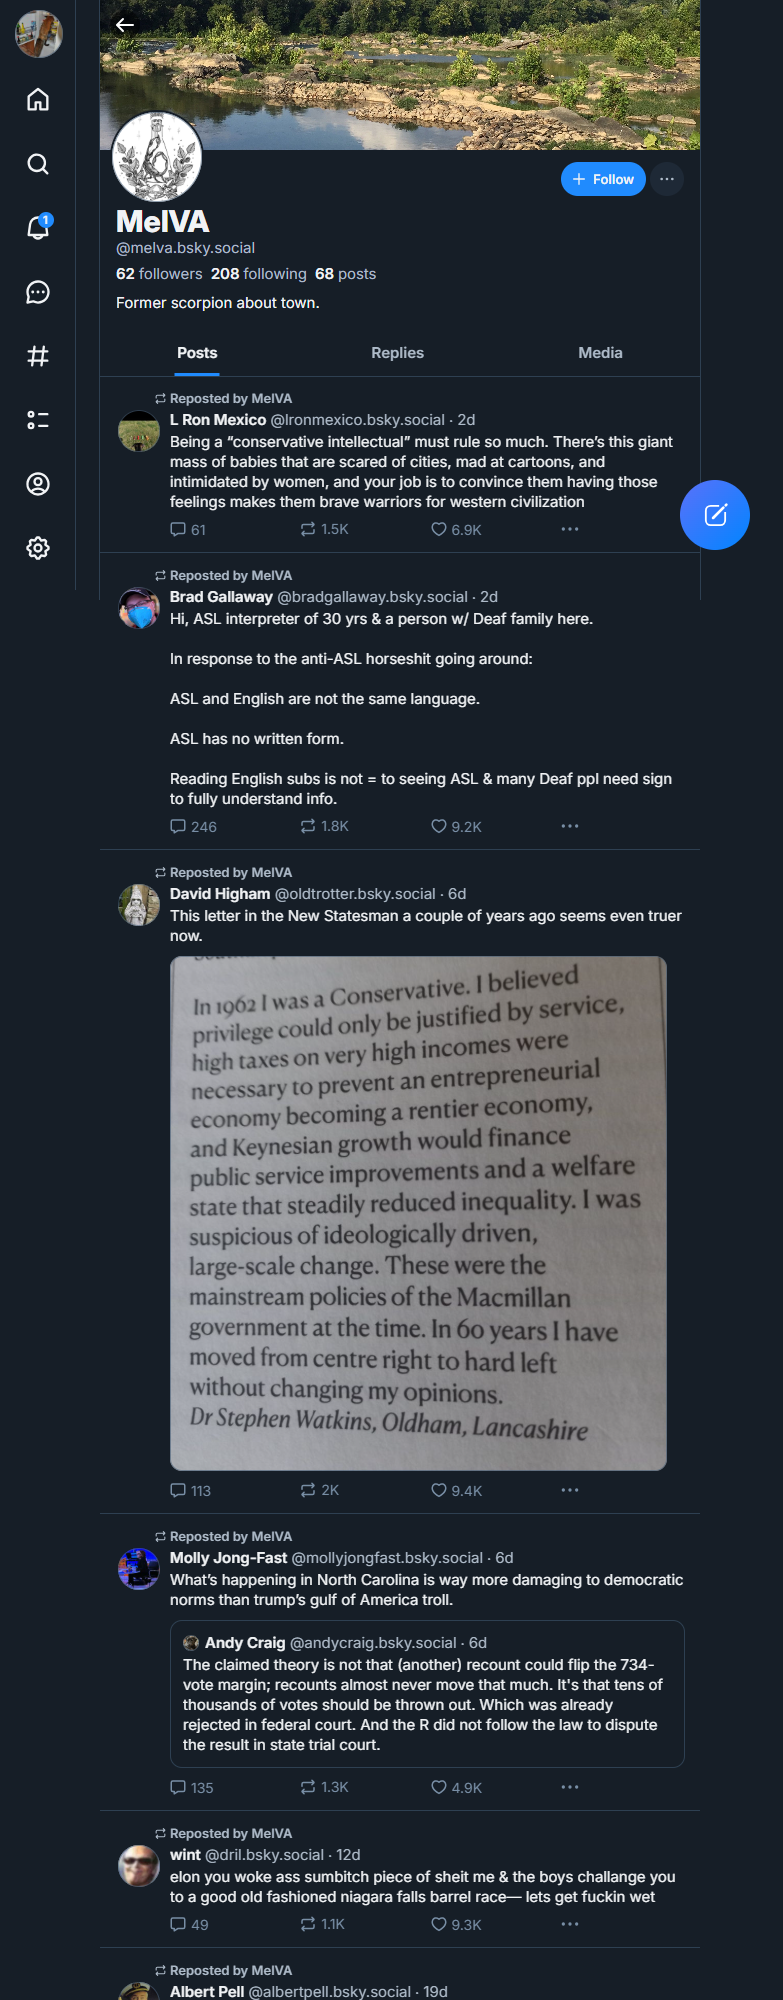 + Follow
1
MelVA
@melva.bsky.social
62 followers 208 following 68 posts
Former scorpion about town.
Posts Replies Media
Reposted by MelVA
L Ron Mexico @lronmexico.bsky.social · 2d
Being a “conservative intellectual” must rule so much. There’s this giant
mass of babies that are scared of cities, mad at cartoons, and
intimidated by women, and your job is to convince them having those
feelings makes them brave warriors for western civilization
61 1.5K 6.9K
Reposted by MelVA
Brad Gallaway @bradgallaway.bsky.social · 2d
Hi, ASL interpreter of 30 yrs & a person w/ Deaf family here.
In response to the anti-ASL horseshit going around:
ASL and English are not the same language.
ASL has no written form.
Reading English subs is not = to seeing ASL & many Deaf ppl need sign
to fully understand info.
246 1.8K 9.2K
Reposted by MelVA
David Higham @oldtrotter.bsky.social · 6d
This letter in the New Statesman a couple of years ago seems even truer
now.
In 1962 I was a Conservative. I believed
privilege could only be justified by service,
high taxes on very high incomes were
necessary to prevent an entrepreneurial
economy becoming a rentier economy,
and Keynesian growth would finance
public service improvements and a welfare
state that steadily reduced inequality. I was
suspicious of ideologically driven,
large-scale change. These were the
mainstream policies of the Macmillan
government at the time. In 60 years I have
moved from centre right to hard left
without changing my opinions.
Dr Stephen Watkins, Oldham, Lancashire
113 2K 9.4K
Reposted by MelVA
Molly Jong-Fast @mollyjongfast.bsky.social · 6d
What’s happening in North Carolina is way more damaging to democratic
norms than trump’s gulf of America troll.
Andy Craig @andycraig.bsky.social · 6d
The claimed theory is not that (another) recount could flip the 734-
vote margin; recounts almost never move that much. It's that tens of
thousands of votes should be thrown out. Which was already
rejected in federal court. And the R did not follow the law to dispute
the result in state trial court.
135 1.3K 4.9K
Reposted by MelVA
wint @dril.bsky.social · 12d
elon you woke ass sumbitch piece of sheit me & the boys challange you
to a good old fashioned niagara falls barrel race— lets get fuckin wet
49 1.1K 9.3K
Reposted by MelVA
Albert Pell @albertpell.bsky.social · 19d